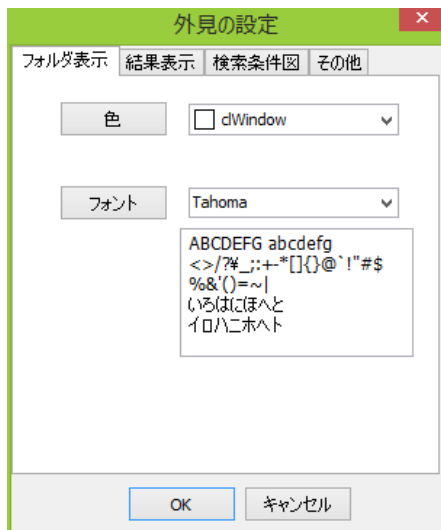 外見の設定
フォルダ表示 結果表示 検索条件図 その他
色 clWindow
フォント Tahoma
ABCDEFG abcdefg
<>/?¥_;:+-*[]{}@`!"#$
%&'()=~|
いろはにほへと
イロハニホヘト
OK キャンセル